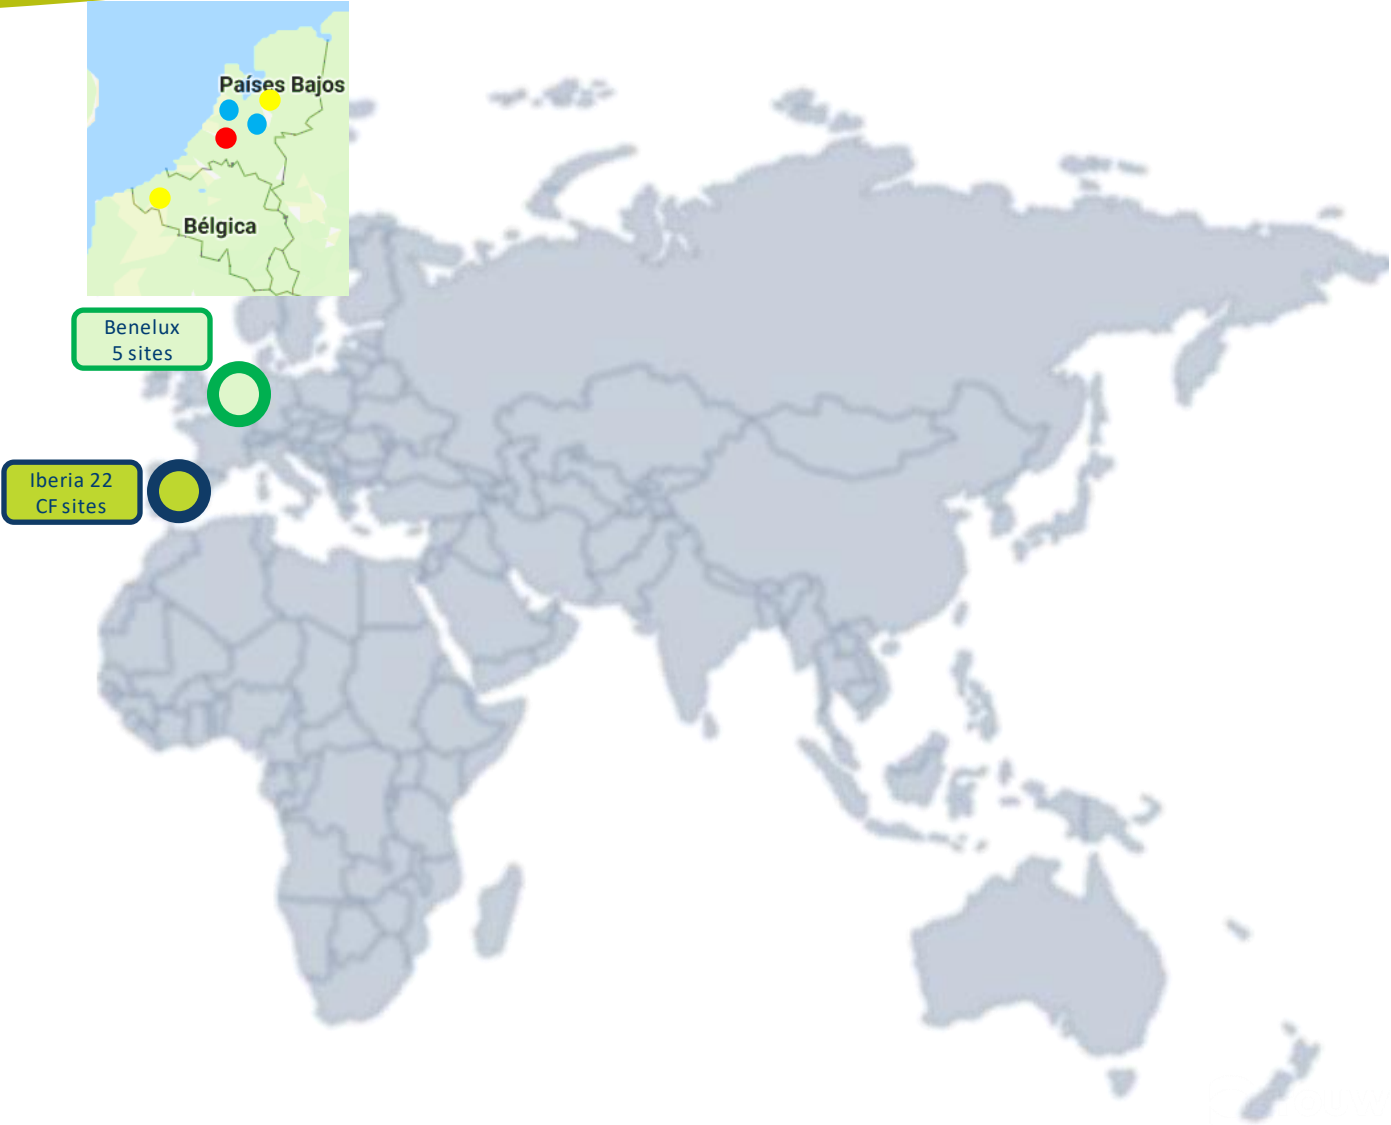 Países Bajos
Bélgica
Benelux
5 sites
Iberia 22
CF sites